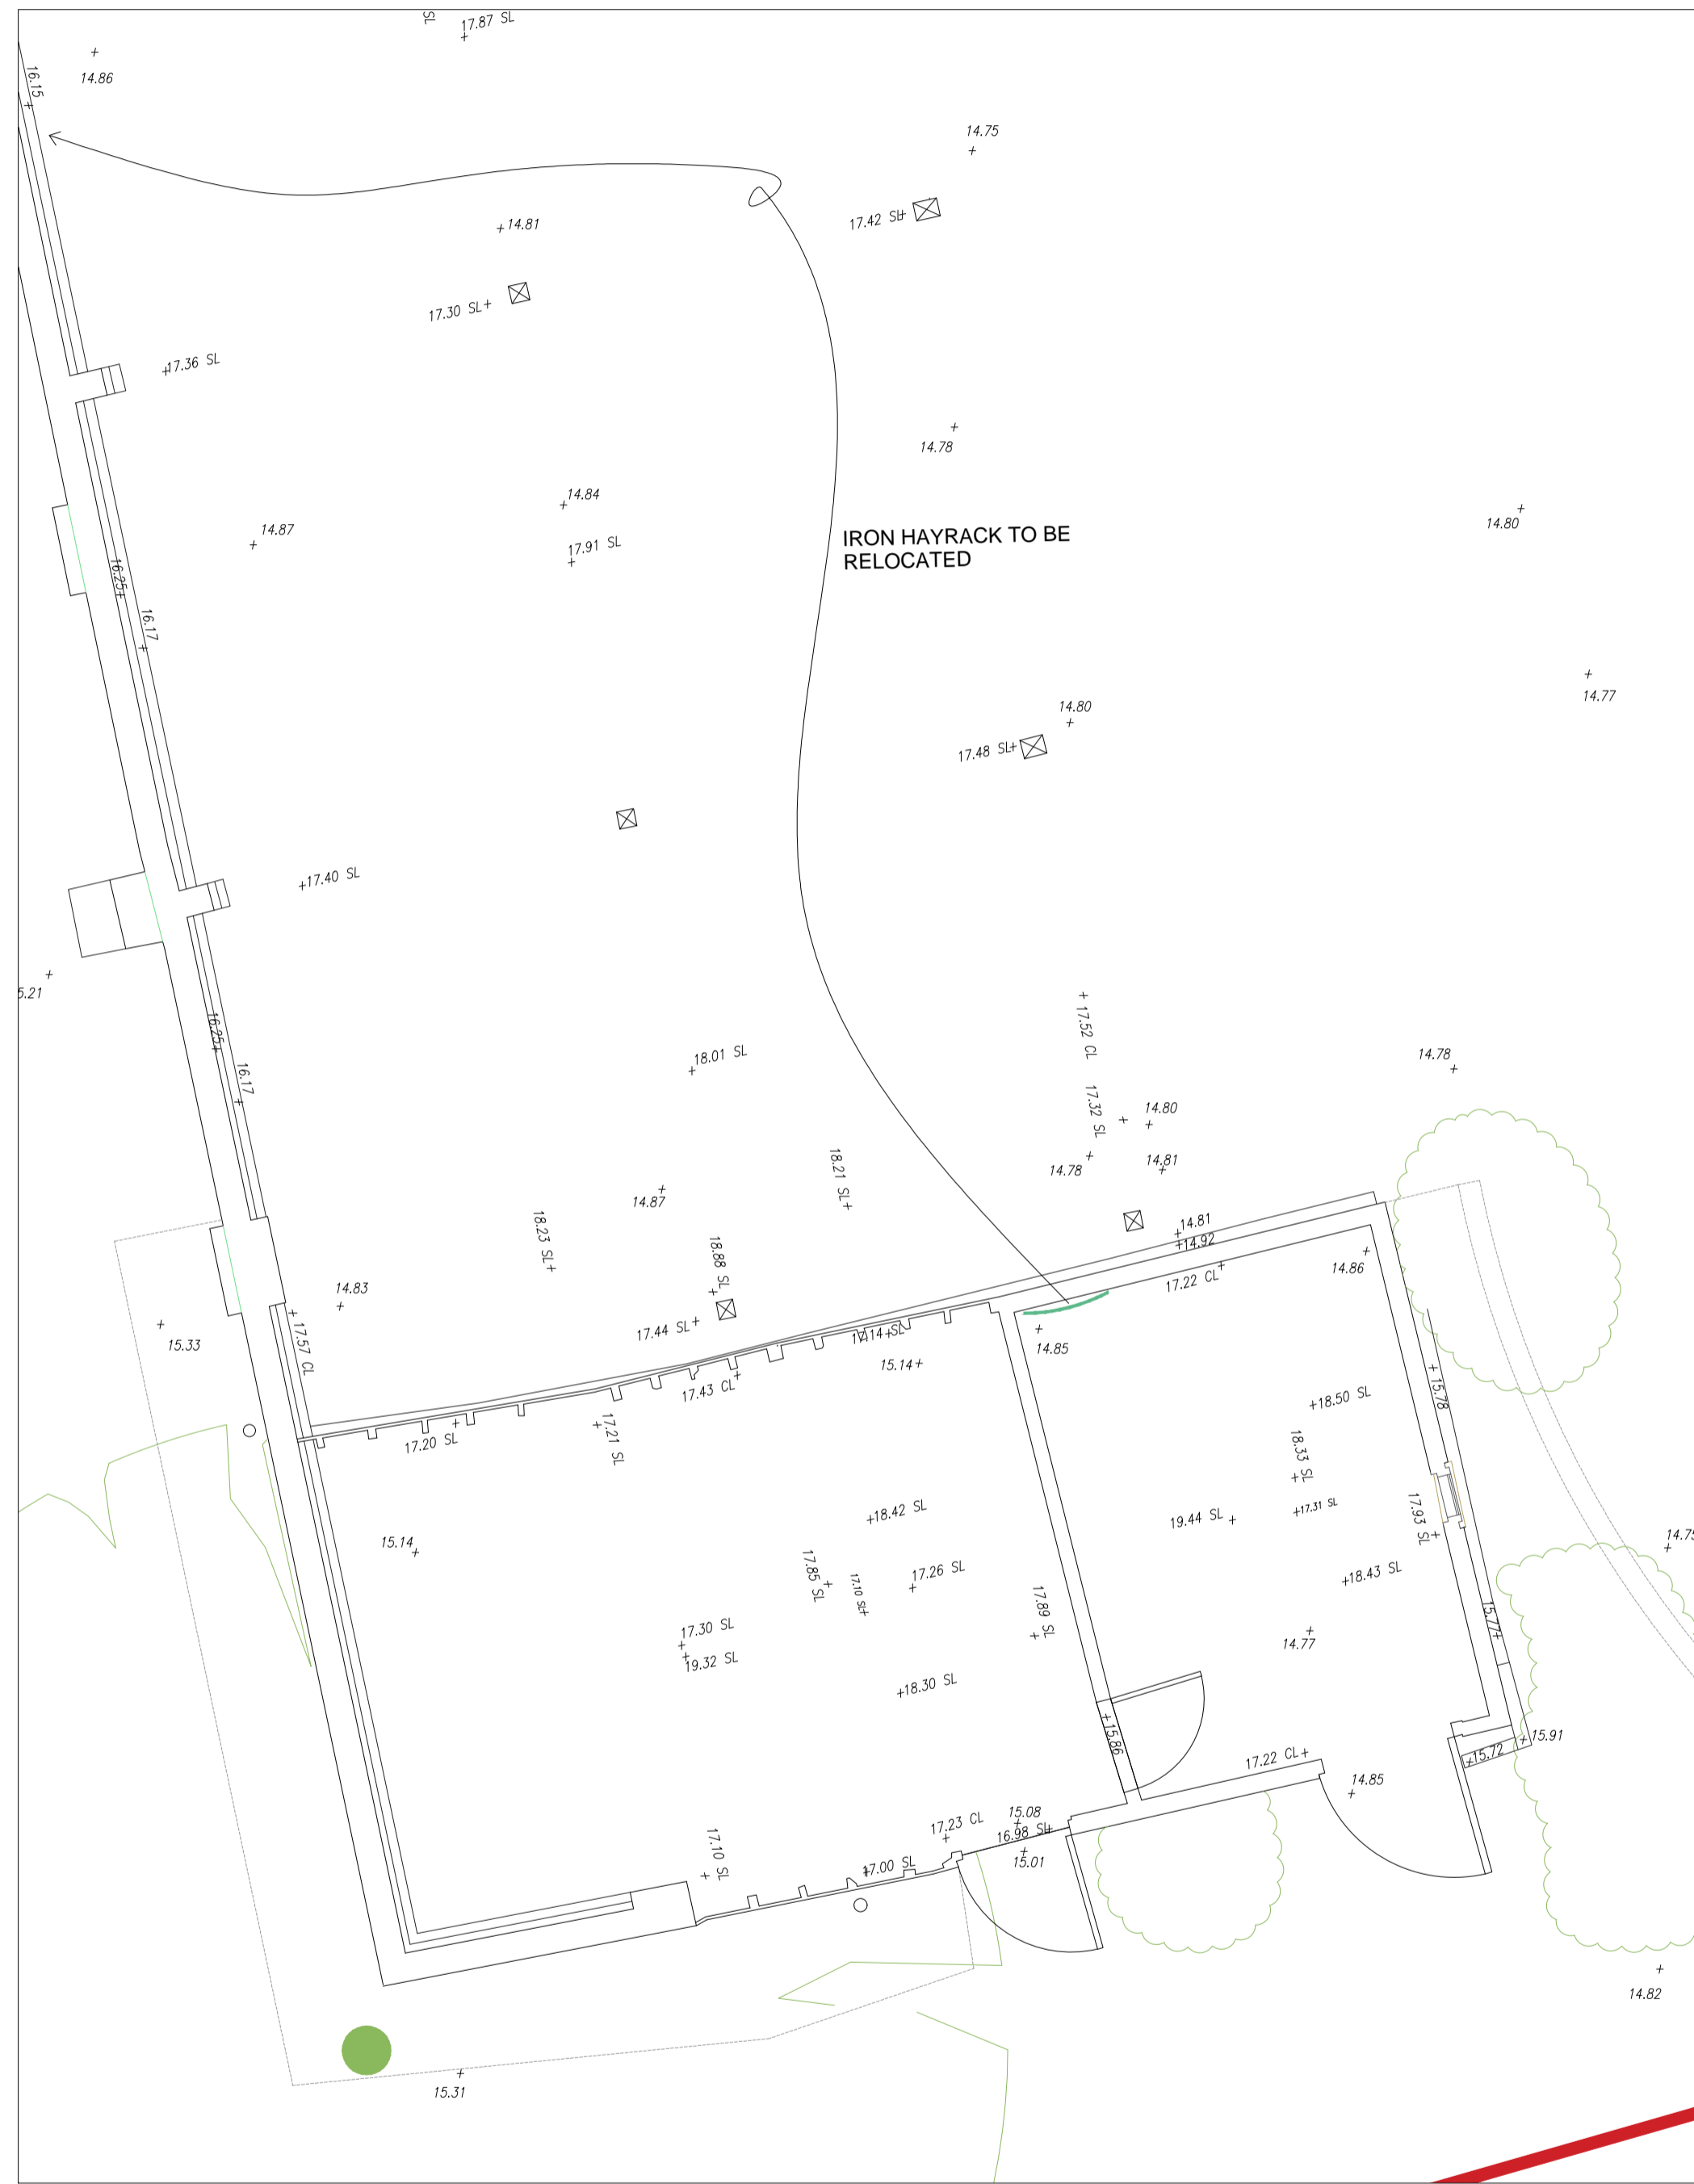 SL
17.87 SL
16.15
14.86
14.75
17.42 SL
14.81
17.30 SL
17.36 SL
14.78
14.84
14.80
14.87
17.91 SL
IRON HAYRACK TO BE
RELOCATED
16.25
16.17
14.77
14.80
17.48 SL
17.40 SL
5.21
17.52 CL
16.25
18.01 SL
14.78
16.17
17.32 SL
14.80
14.81
14.78
18.21 SL
14.87
18.23 SL
14.81
14.92
18.88 SL
17.22 CL
14.86
14.83
17.57 CL
17.44 SL
17.14 SL
15.33
14.85
15.14
17.43 CL
15.78
18.50 SL
17.20 SL
17.21 SL
18.33 SL
18.42 SL
19.44 SL
17.31 SL
17.93 SL
15.14
14.75
17.85 SL
17.10 SL
17.26 SL
18.43 SL
17.89 SL
15.77
17.30 SL
19.32 SL
14.77
18.30 SL
15.86
15.91
17.22 CL
15.72
14.85
15.08
17.23 CL
16.98 SL
15.01
17.10 SL
17.00 SL
14.82
15.31